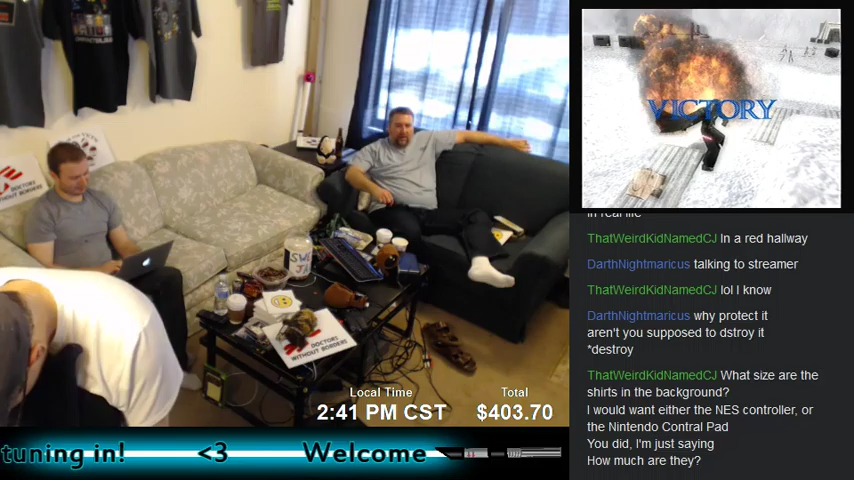 VICTORY
in real life
ThatWeirdKidNamedCJ In a red hallway
DarthNightmaricus talking to streamer
ThatWeirdKidNamedCJ lol I know
DarthNightmaricus why protect it
aren't you supposed to dstroy it
*destroy
ThatWeirdKidNamedCJ What size are the
shirts in the background?
I would want either the NES controller, or
the Nintendo Contral Pad
You did, I'm just saying
How much are they?
DOCTORS
WITHOUT BORDERS
DOCTORS
WITHOUT BORDERS
Local Time
2:41 PM CST
Total
$403.70
tuning in! <3 Welcome